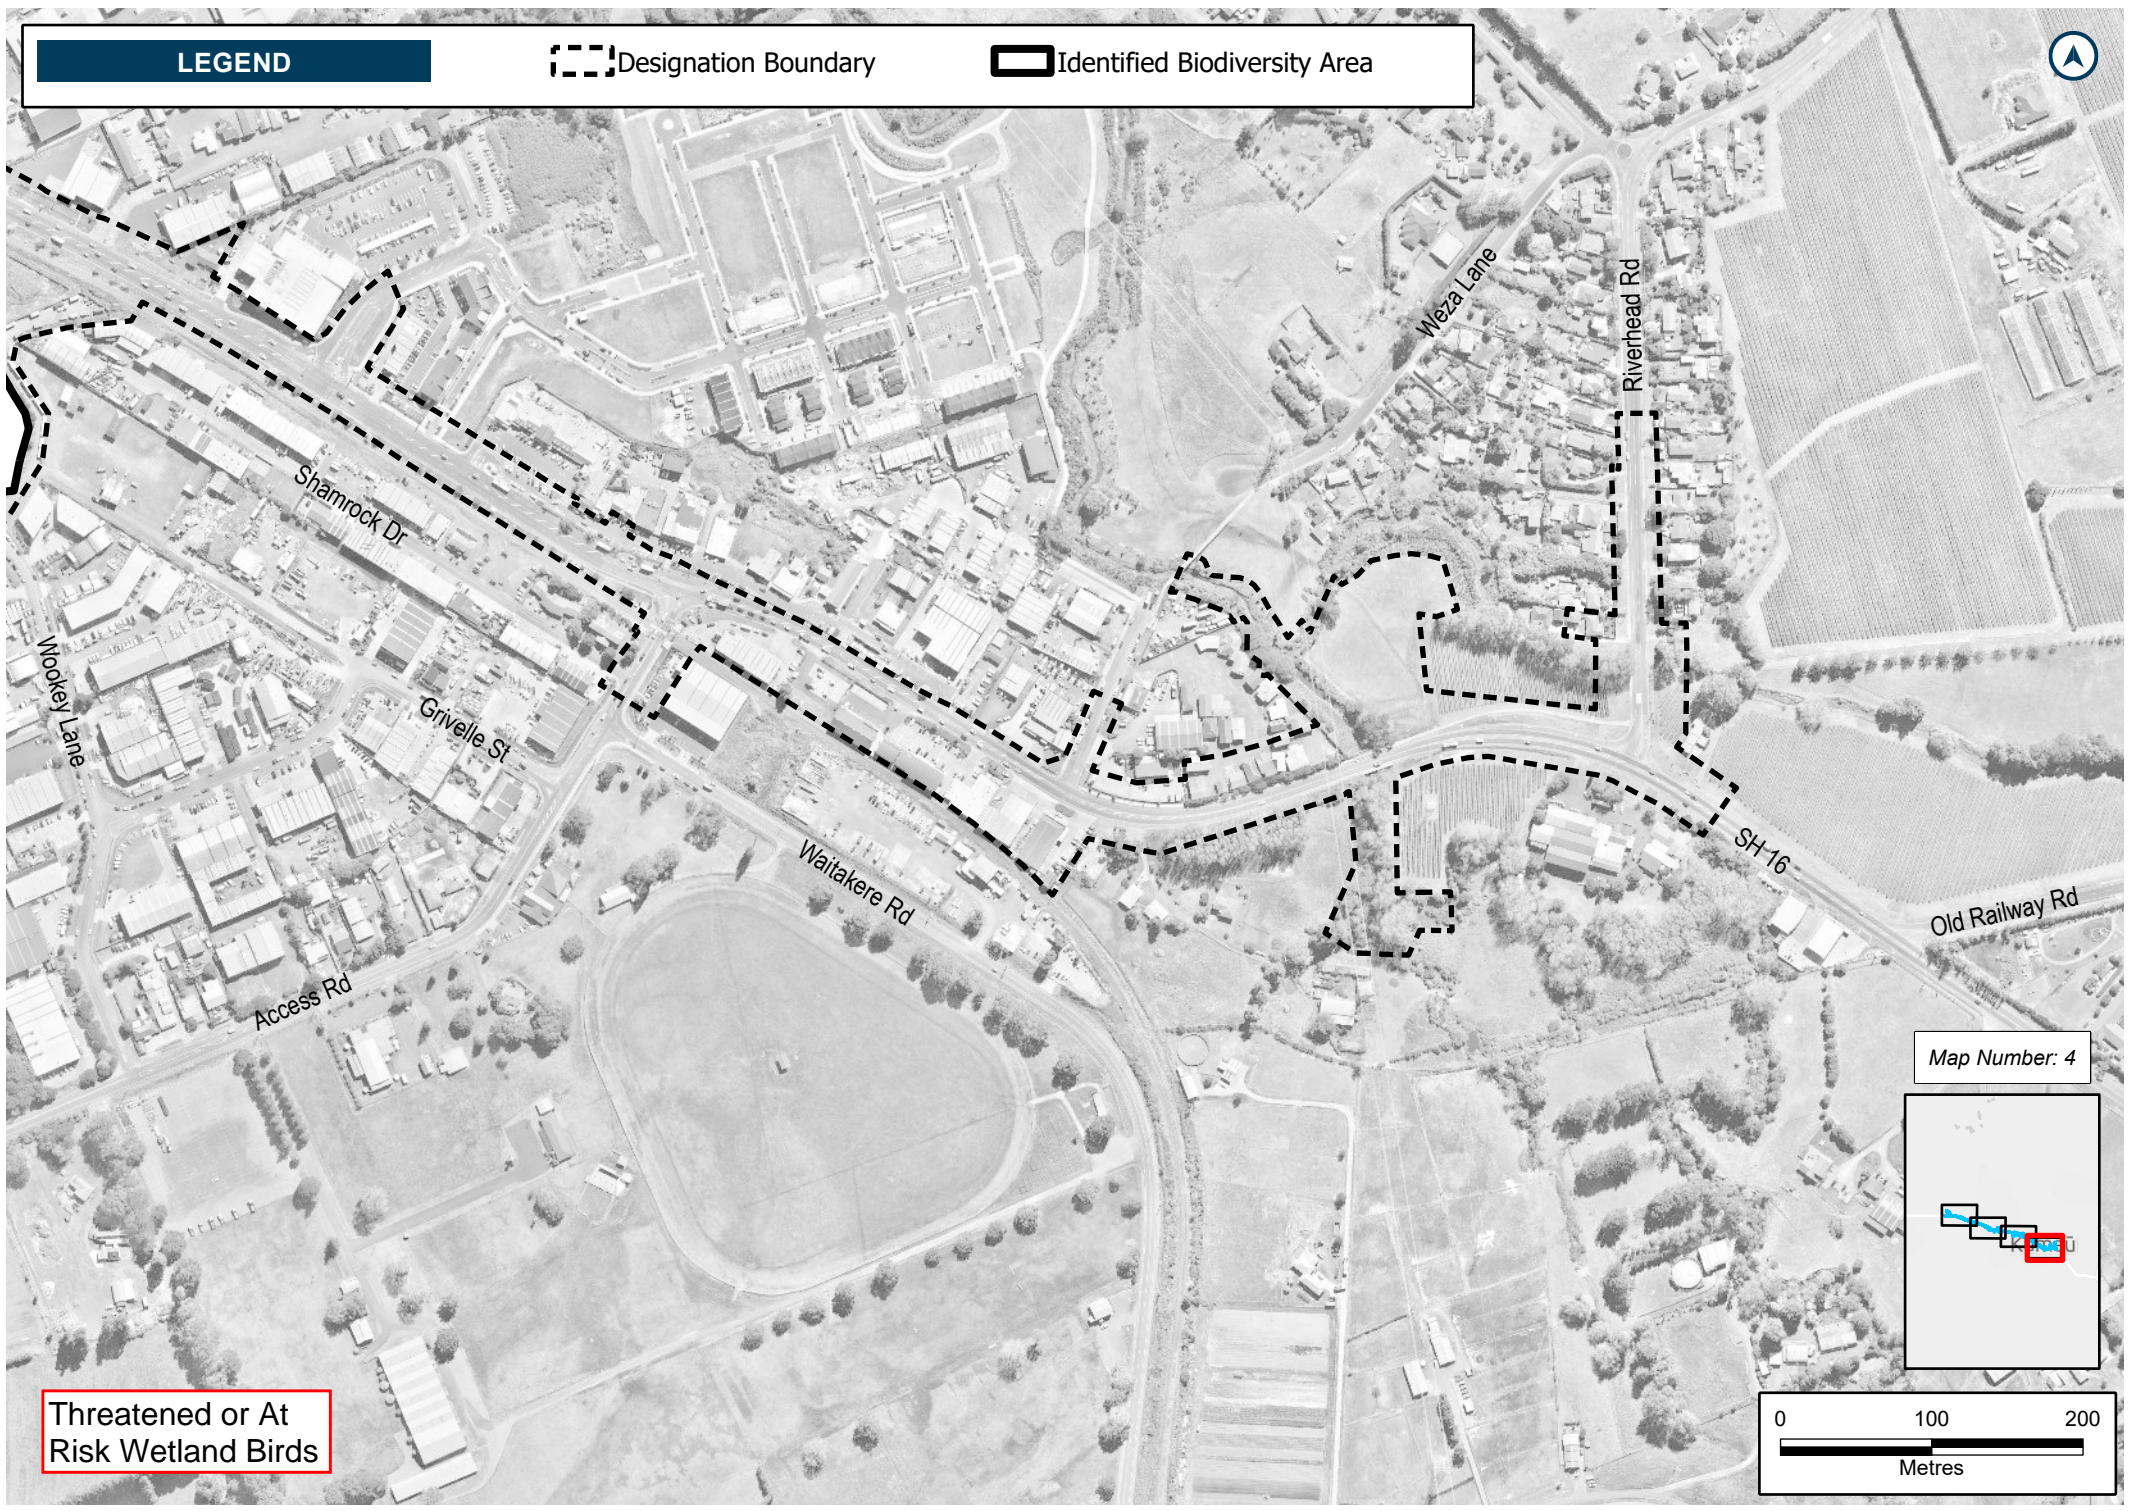 LEGEND
Designation Boundary
Identified Biodiversity Area
Weza Lane
Riverhead Rd
Shamrock Dr
Wookey Lane
Grivelle St
Waitakere Rd
SH 16
Old Railway Rd
Access Rd
Map Number: 4
Kumeū
Threatened or At
Risk Wetland Birds
0 100 200
Metres